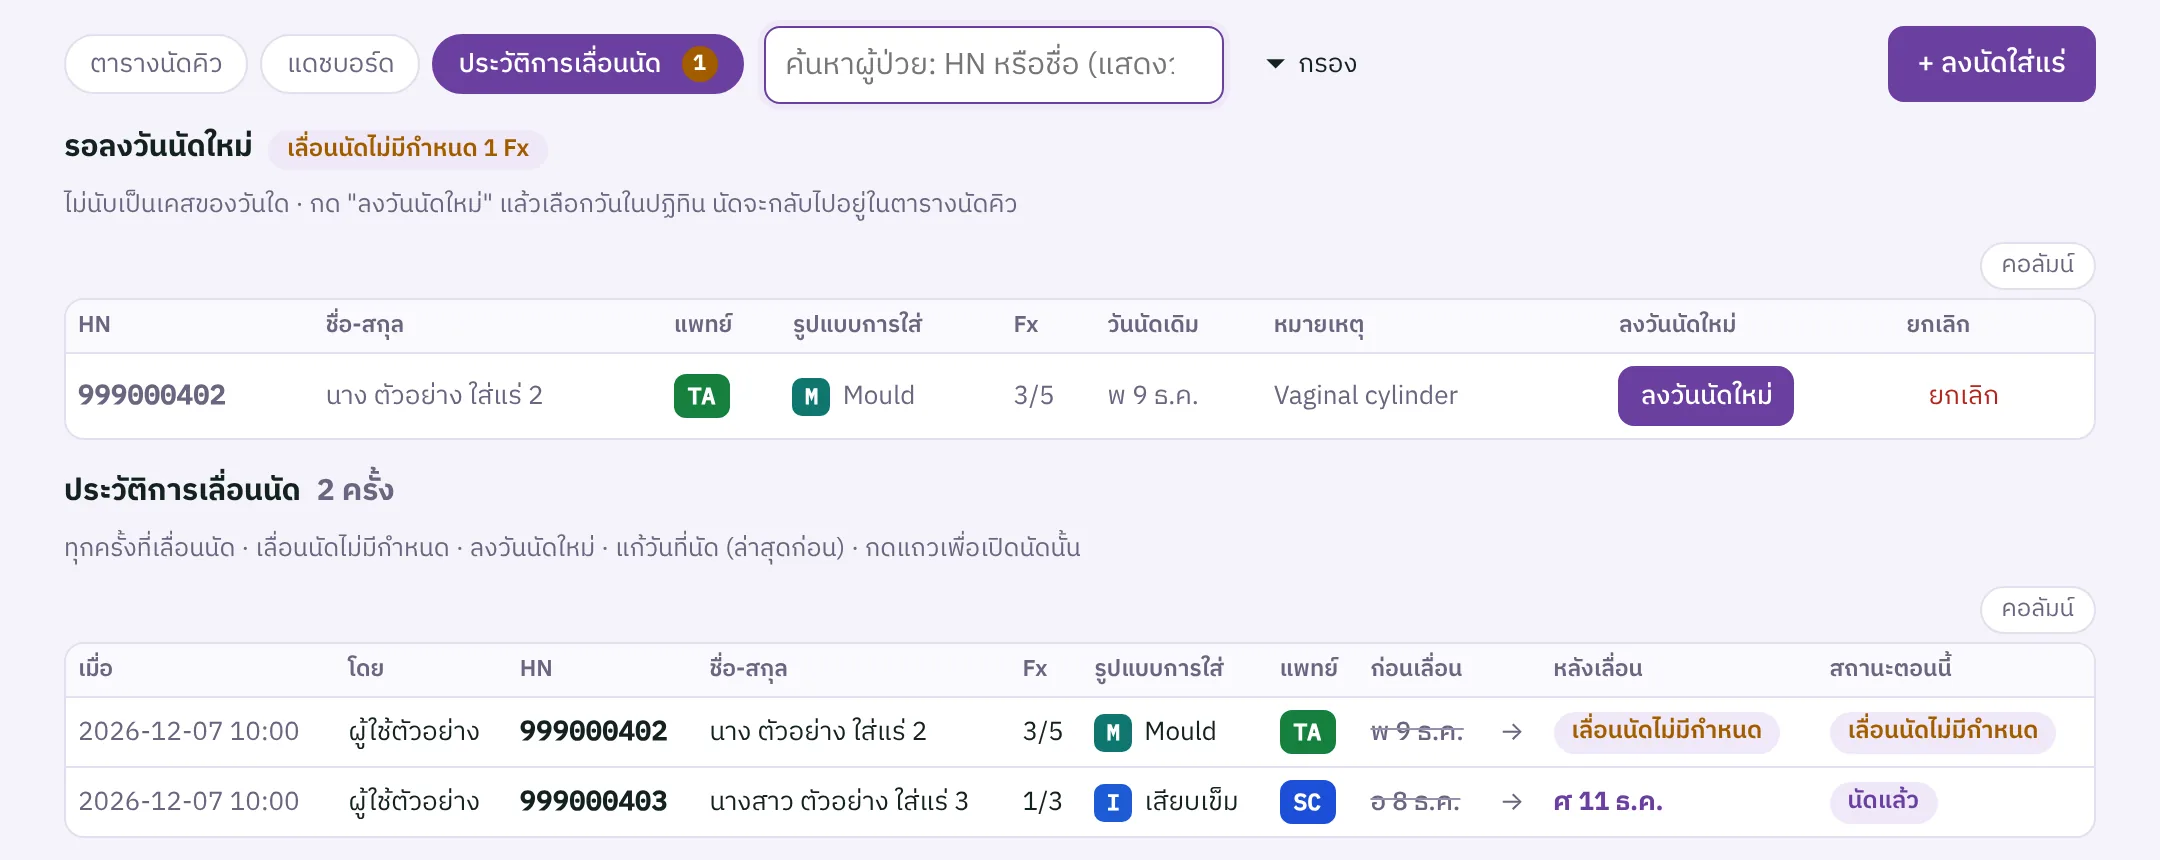 ตารางนัดคิว แดชบอร์ด ประวัติการเลื่อนนัด 1 ค้นหาผู้ป่วย: HN หรือชื่อ (แสดง ▼ กรอง + ลงนัดใส่แร่
รอลงวันนัดใหม่ เลื่อนนัดไม่มีกำหนด 1 Fx
ไม่นับเป็นเคสของวันใด · กด "ลงวันนัดใหม่" แล้วเลือกวันในปฏิทิน นัดจะกลับไปอยู่ในตารางนัดคิว
คอลัมน์
HN ชื่อ-สกุล แพทย์ รูปแบบการใส่ Fx วันนัดเดิม หมายเหตุ ลงวันนัดใหม่ ยกเลิก
999000402 นาง ตัวอย่าง ใส่แร่ 2 TA M Mould 3/5 พ 9 ธ.ค. Vaginal cylinder ลงวันนัดใหม่ ยกเลิก
ประวัติการเลื่อนนัด 2 ครั้ง
ทุกครั้งที่เลื่อนนัด · เลื่อนนัดไม่มีกำหนด · ลงวันนัดใหม่ · แก้วันที่นัด (ล่าสุดก่อน) · กดแถวเพื่อเปิดนัดนั้น
คอลัมน์
เมื่อ โดย HN ชื่อ-สกุล Fx รูปแบบการใส่ แพทย์ ก่อนเลื่อน หลังเลื่อน สถานะตอนนี้
2026-12-07 10:00 ผู้ใช้ตัวอย่าง 999000402 นาง ตัวอย่าง ใส่แร่ 2 3/5 M Mould TA พ 9 ธ.ค. → เลื่อนนัดไม่มีกำหนด เลื่อนนัดไม่มีกำหนด
2026-12-07 10:00 ผู้ใช้ตัวอย่าง 999000403 นางสาว ตัวอย่าง ใส่แร่ 3 1/3 I เสียบเข็ม SC อ 8 ธ.ค. → ศ 11 ธ.ค. นัดแล้ว